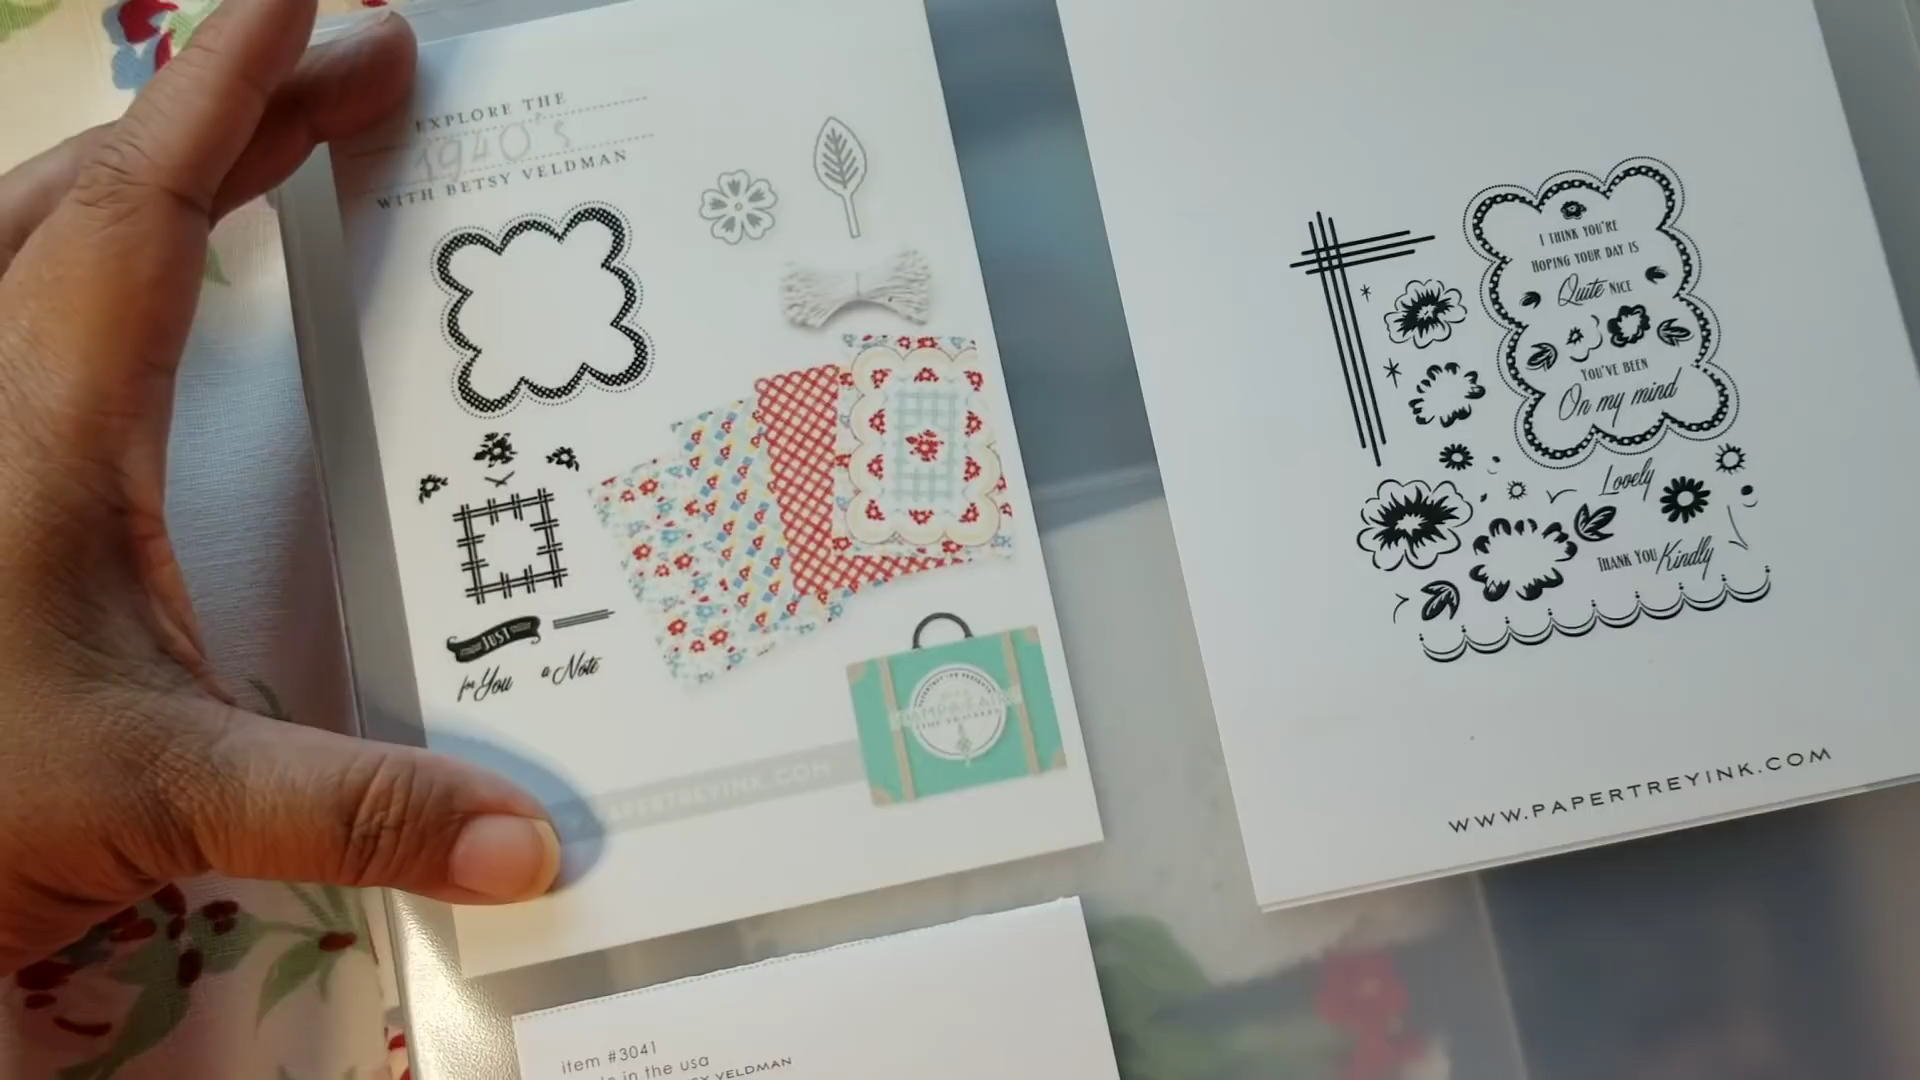 EXPLORE THE
1940's
WITH BETSY VELDMAN
JUST
for You
a Note
PAPERTREYINK.COM
item #3041
in the usa
VELDMAN
I THINK YOU'RE
HOPING YOUR DAY IS
Quite NICE
YOU'VE BEEN
On my mind
Lovely
THANK YOU Kindly
WWW.PAPERTREYINK.COM